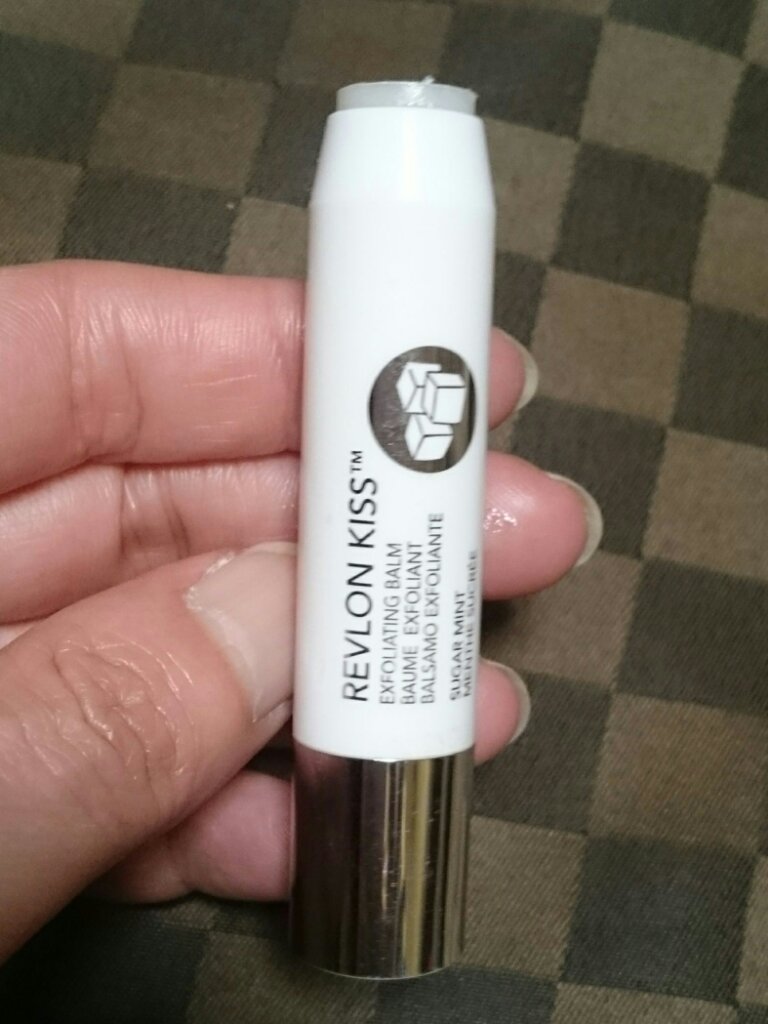 REVLON KISS™
EXFOLIATING BALM
BAUME EXFOLIANT
BALSAMO EXFOLIANTE
SUGAR MINT
MENTHE SUCRÉE